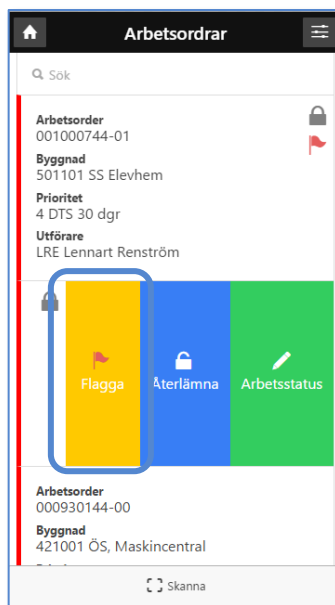 Arbetsordrar
Sök
Arbetsorder
001000744-01
Byggnad
501101 SS Elevhem
Prioritet
4 DTS 30 dgr
Utförare
LRE Lennart Renström
Flagga
Återlämna
Arbetsstatus
Arbetsorder
000930144-00
Byggnad
421001 ÖS, Maskincentral
Skanna